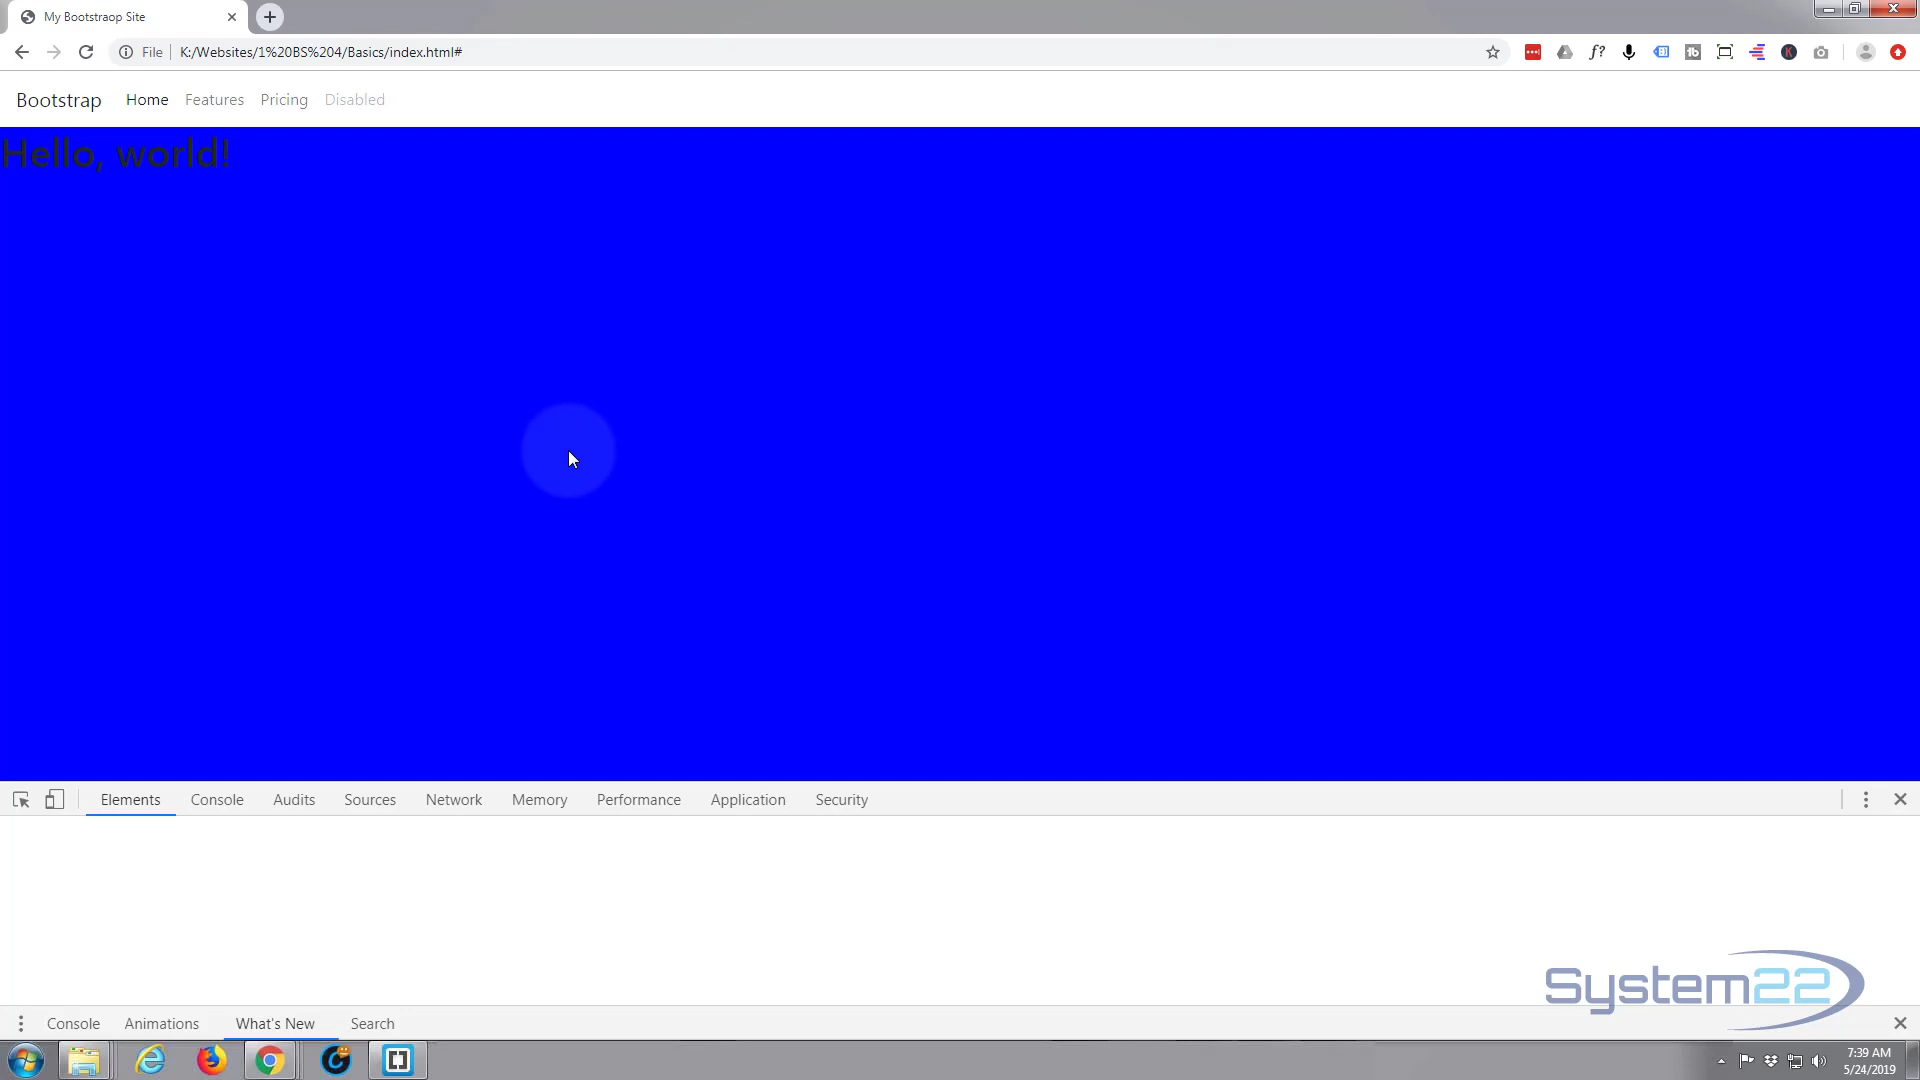 My Bootstraop Site
File K:/Websites/1%20BS%204/Basics/index.html#
Bootstrap Home Features Pricing Disabled
Hello, world!
Elements Console Audits Sources Network Memory Performance Application Security
System22
Console Animations What's New Search
7:39 AM
5/24/2019